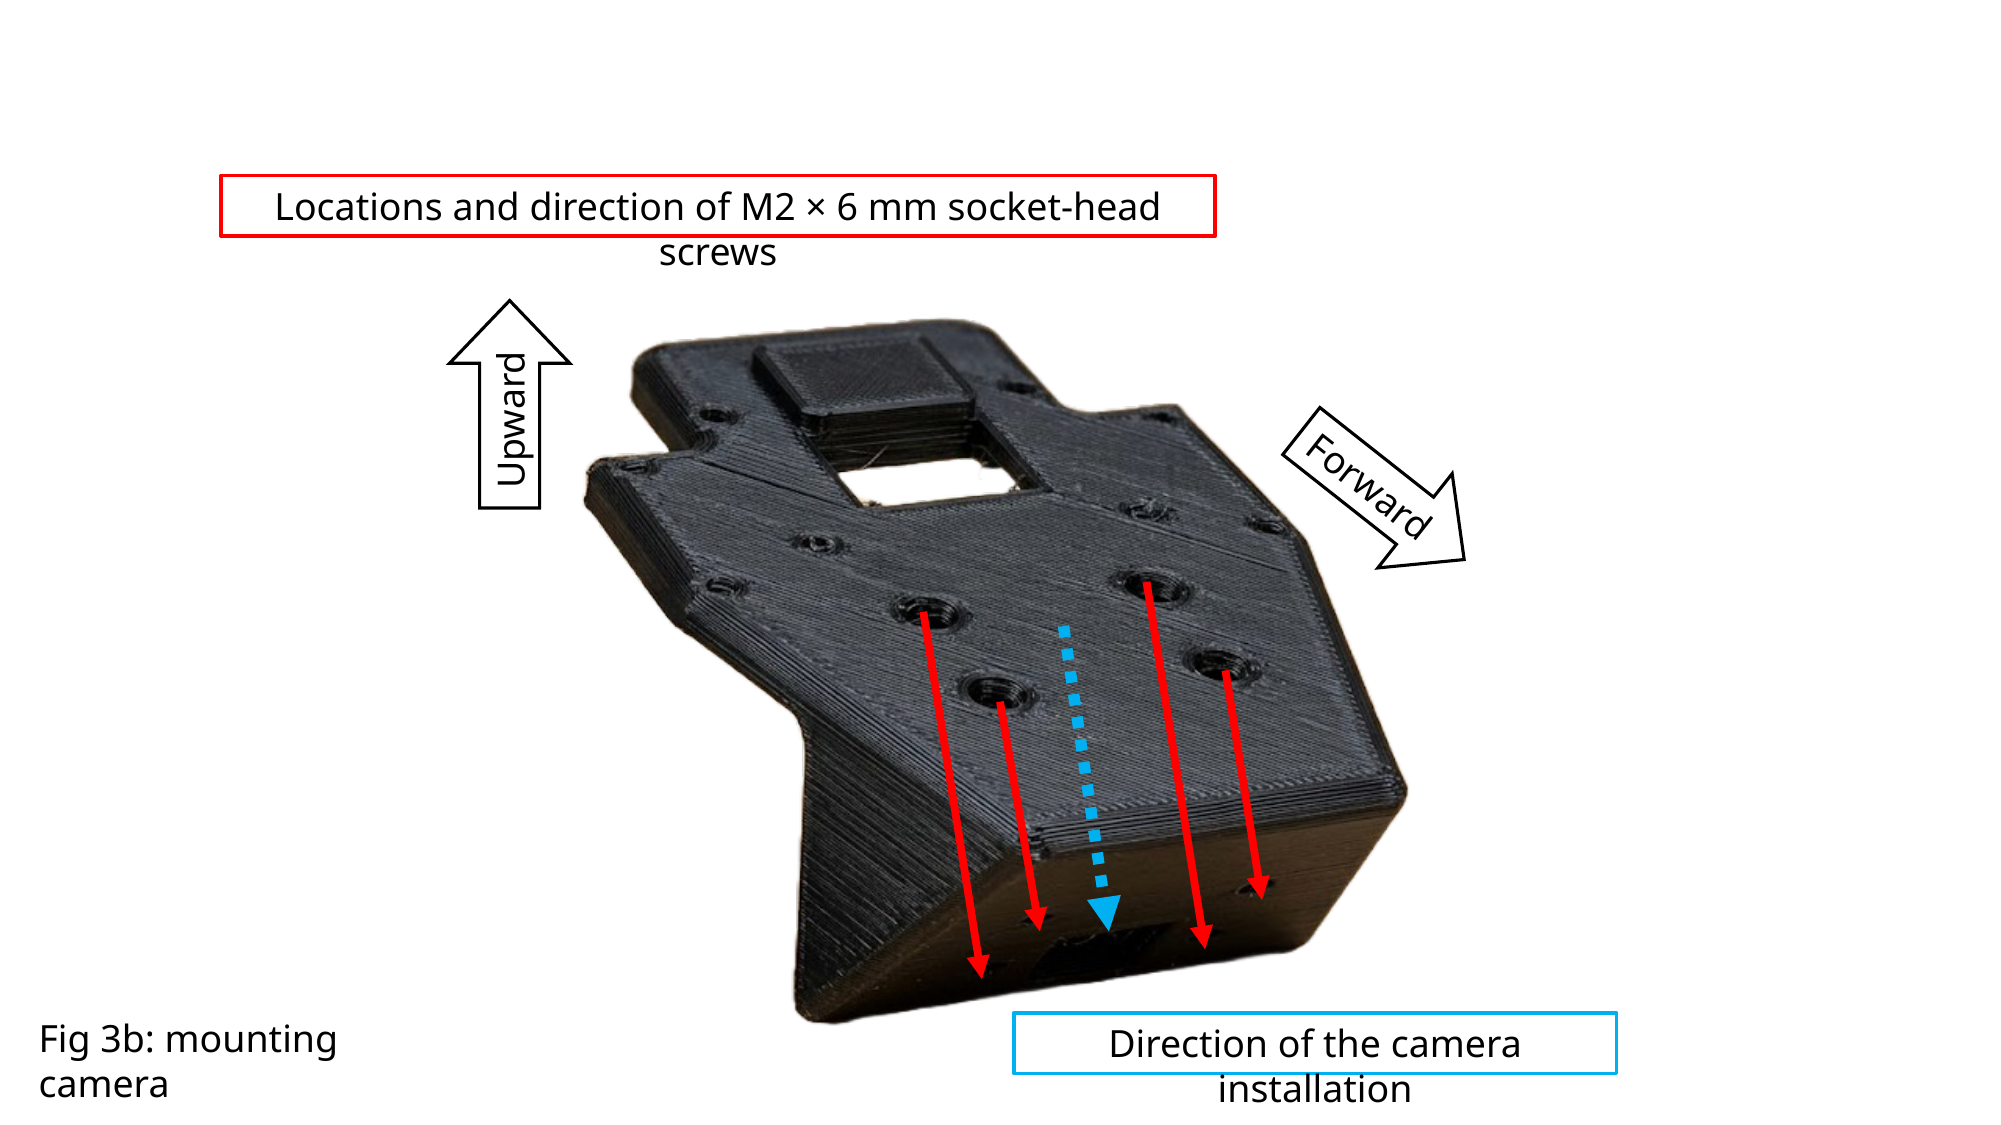 Locations and direction of M2 × 6 mm socket-head
screws
Upward
Forward
Fig 3b: mounting
camera
Direction of the camera
installation